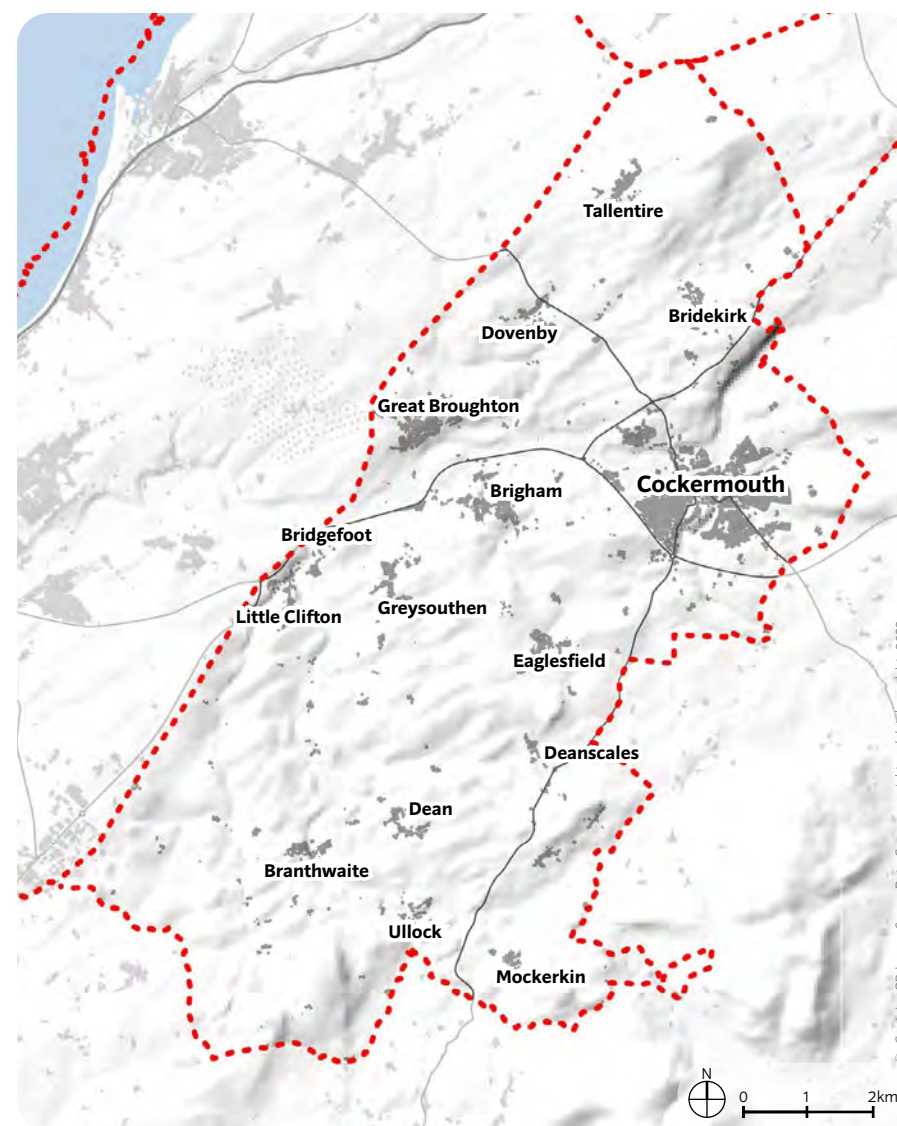 Tallentire
Bridekirk
Dovenby
Great Broughton
Cockermouth
Brigham
Bridgefoot
Greysouthen
Little Clifton
Eaglesfield
Deanscales
Dean
Branthwaite
Ullock
Mockerkin
N
0 1 2km